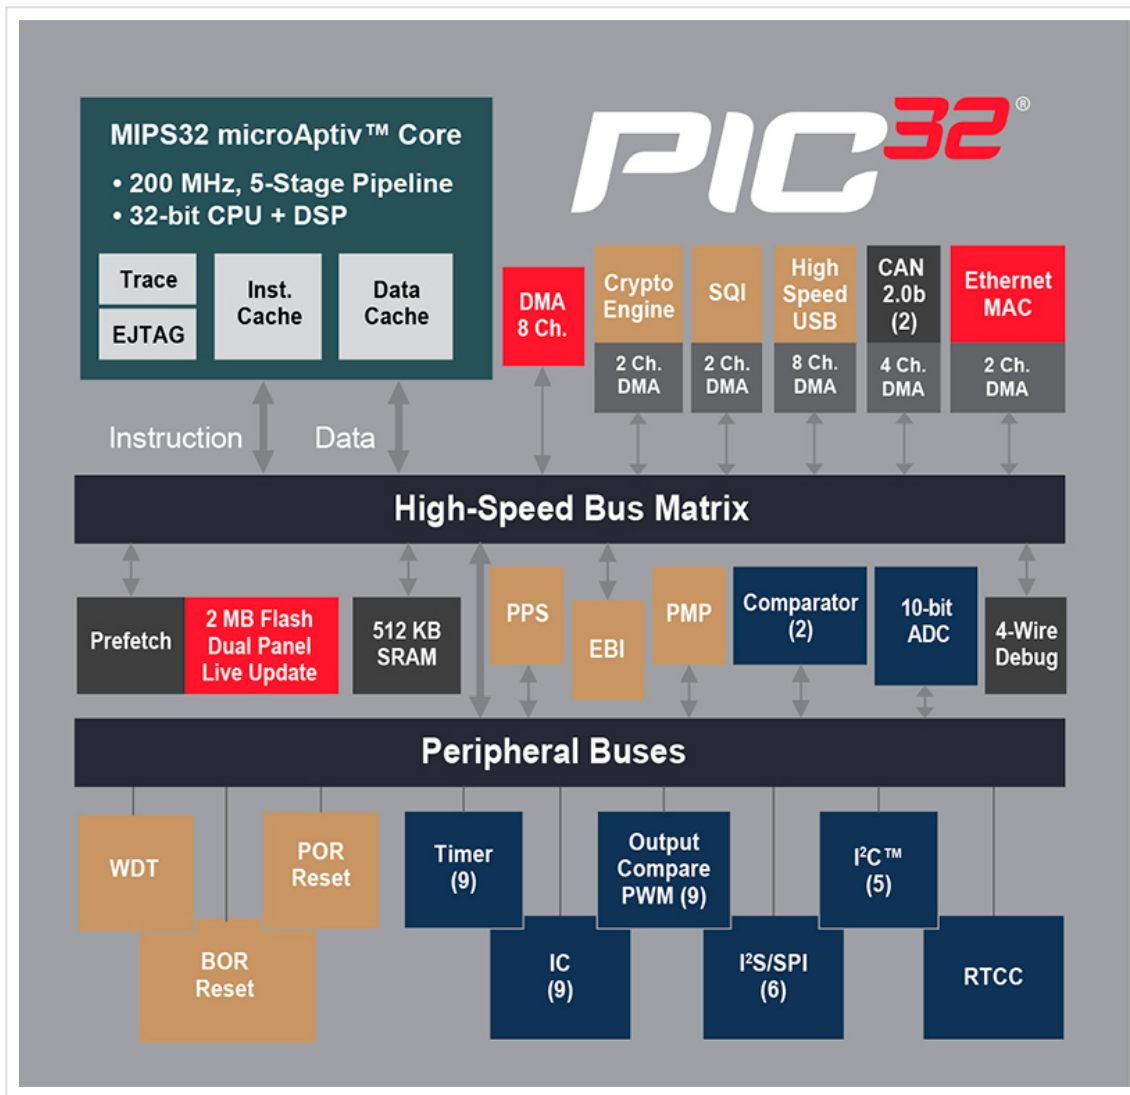 PIC32®
MIPS32 microAptiv™ Core
• 200 MHz, 5-Stage Pipeline
• 32-bit CPU + DSP
Trace
EJTAG
Inst.
Cache
Data
Cache
DMA
8 Ch.
Crypto
Engine
2 Ch.
DMA
SQI
2 Ch.
DMA
High
Speed
USB
8 Ch.
DMA
CAN
2.0b
(2)
4 Ch.
DMA
Ethernet
MAC
2 Ch.
DMA
Instruction
Data
High-Speed Bus Matrix
Prefetch
2 MB Flash
Dual Panel
Live Update
512 KB
SRAM
PPS
EBI
PMP
Comparator
(2)
10-bit
ADC
4-Wire
Debug
Peripheral Buses
WDT
BOR
Reset
POR
Reset
Timer
(9)
IC
(9)
Output
Compare
PWM (9)
I²S/SPI
(6)
I²C™
(5)
RTCC